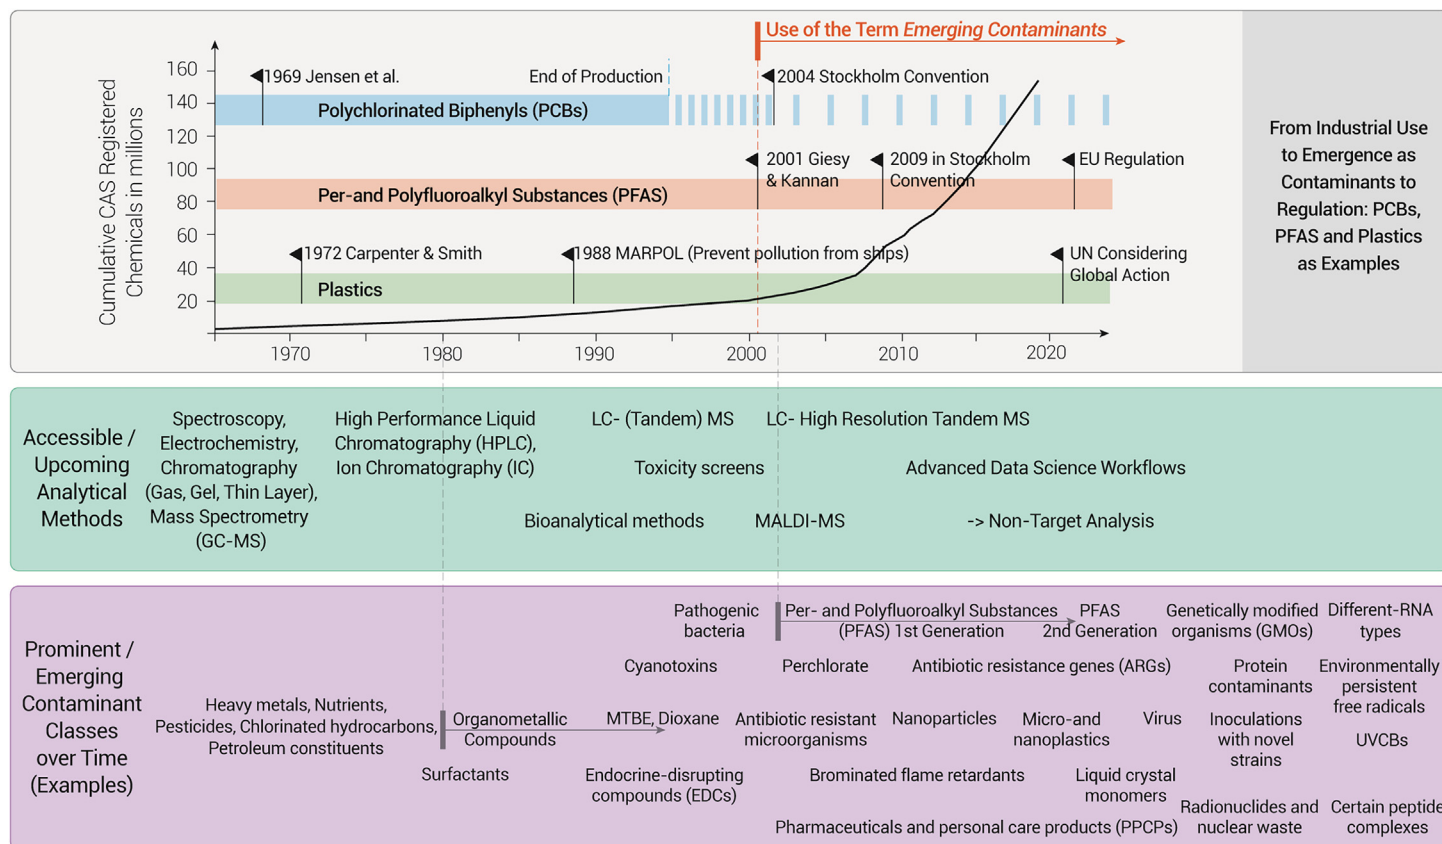 Use of the Term Emerging Contaminants
Cumulative CAS Registered
Chemicals in millions
160
140
120
100
80
60
40
20
1969 Jensen et al.
End of Production
2004 Stockholm Convention
Polychlorinated Biphenyls (PCBs)
2001 Giesy
& Kannan
2009 in Stockholm
Convention
EU Regulation
Per-and Polyfluoroalkyl Substances (PFAS)
1972 Carpenter & Smith
1988 MARPOL (Prevent pollution from ships)
UN Considering
Global Action
Plastics
1970
1980
1990
2000
2010
2020
From Industrial Use
to Emergence as
Contaminants to
Regulation: PCBs,
PFAS and Plastics
as Examples
Accessible /
Upcoming
Analytical
Methods
Spectroscopy,
Electrochemistry,
Chromatography
(Gas, Gel, Thin Layer),
Mass Spectrometry
(GC-MS)
High Performance Liquid
Chromatography (HPLC),
Ion Chromatography (IC)
LC- (Tandem) MS
LC- High Resolution Tandem MS
Toxicity screens
Advanced Data Science Workflows
Bioanalytical methods
MALDI-MS
-> Non-Target Analysis
Prominent /
Emerging
Contaminant
Classes
over Time
(Examples)
Heavy metals, Nutrients,
Pesticides, Chlorinated hydrocarbons,
Petroleum constituents
Organometallic
Compounds
Surfactants
Pathogenic
bacteria
Cyanotoxins
MTBE, Dioxane
Endocrine-disrupting
compounds (EDCs)
Per- and Polyfluoroalkyl Substances
(PFAS) 1st Generation
PFAS
2nd Generation
Perchlorate
Antibiotic resistance genes (ARGs)
Antibiotic resistant
microorganisms
Nanoparticles
Micro-and
nanoplastics
Virus
Brominated flame retardants
Liquid crystal
monomers
Pharmaceuticals and personal care products (PPCPs)
Genetically modified
organisms (GMOs)
Protein
contaminants
Inoculations
with novel
strains
Radionuclides and
nuclear waste
Different-RNA
types
Environmentally
persistent
free radicals
UVCBs
Certain peptide
complexes